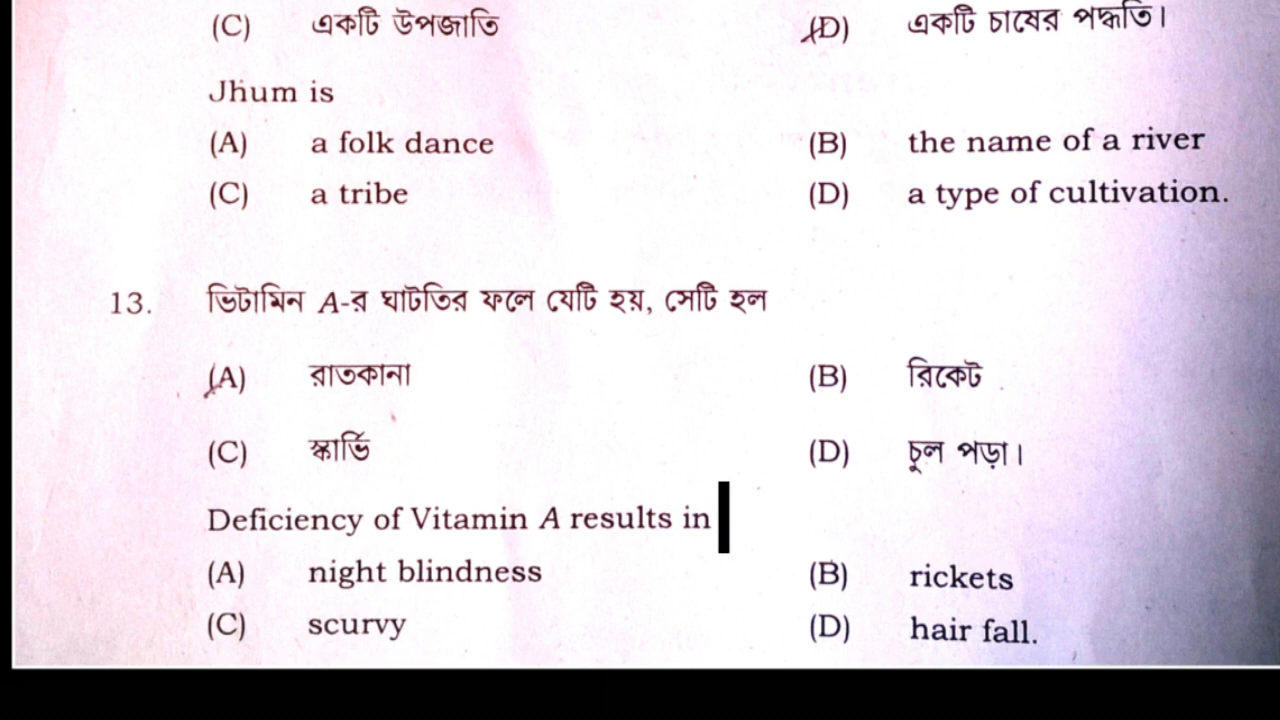 (C) একটি উপজাতি (D) একটি চাষের পদ্ধতি।
Jhum is
(A) a folk dance (B) the name of a river
(C) a tribe (D) a type of cultivation.
13. ভিটামিন A-র ঘাটতির ফলে যেটি হয়, সেটি হল
(A) রাতকানা (B) রিকেট
(C) স্কার্ভি (D) চুল পড়া।
Deficiency of Vitamin A results in
(A) night blindness (B) rickets
(C) scurvy (D) hair fall.